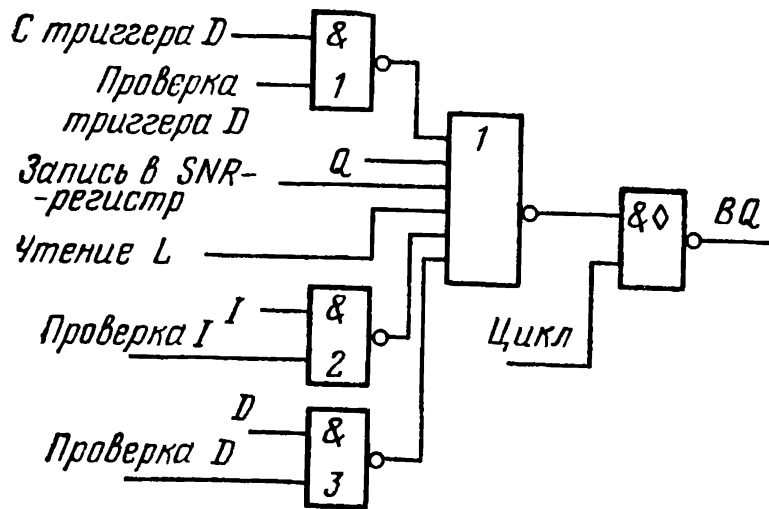 С триггера D
&
1
Проверка
триггера D
Q
Запись в SNR-
-регистр
Чтение L
1
&◊
BQ
Цикл
I
&
Проверка I
2
D
&
Проверка D
3